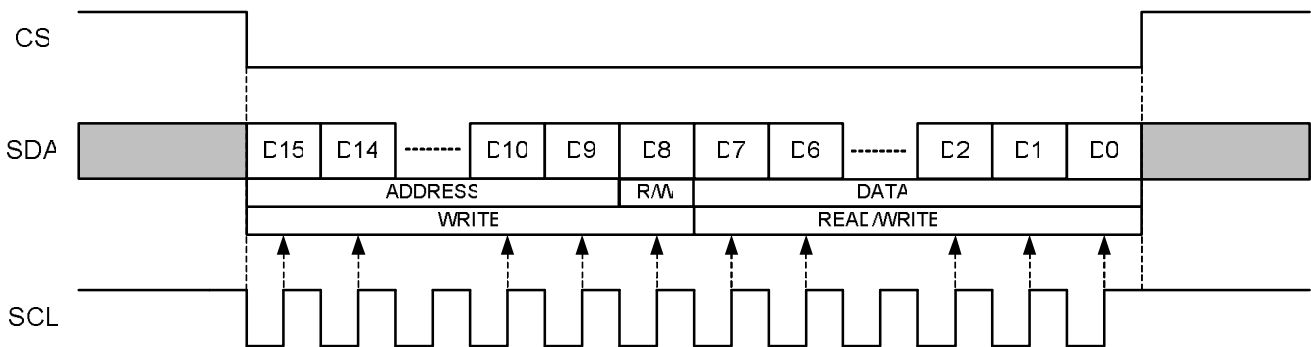 CS
SDA D15 D14 D10 D9 D8 D7 D6 D2 D1 D0
ADDRESS R/W DATA
WRITE READ/WRITE
SCL